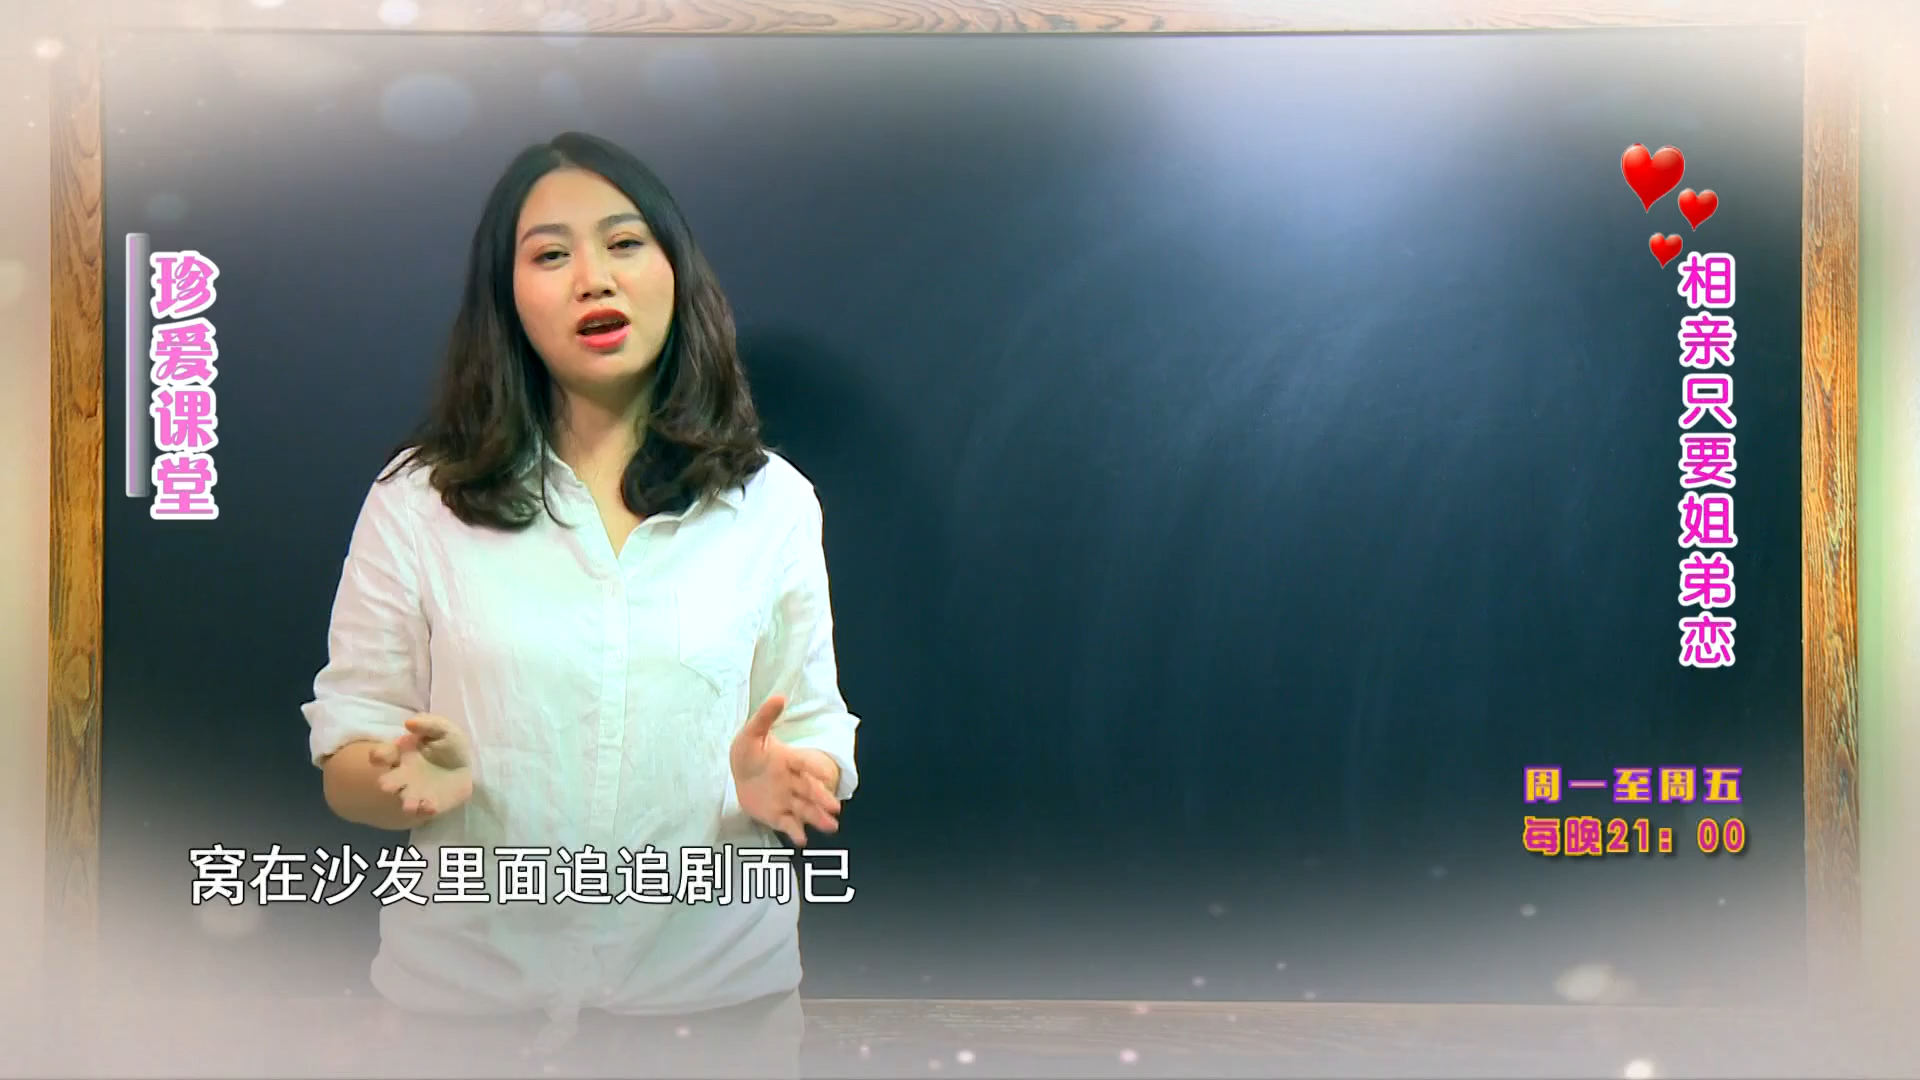 珍爱课堂
相亲只要姐弟恋
周一至周五
每晚21：00
窝在沙发里面追追剧而已